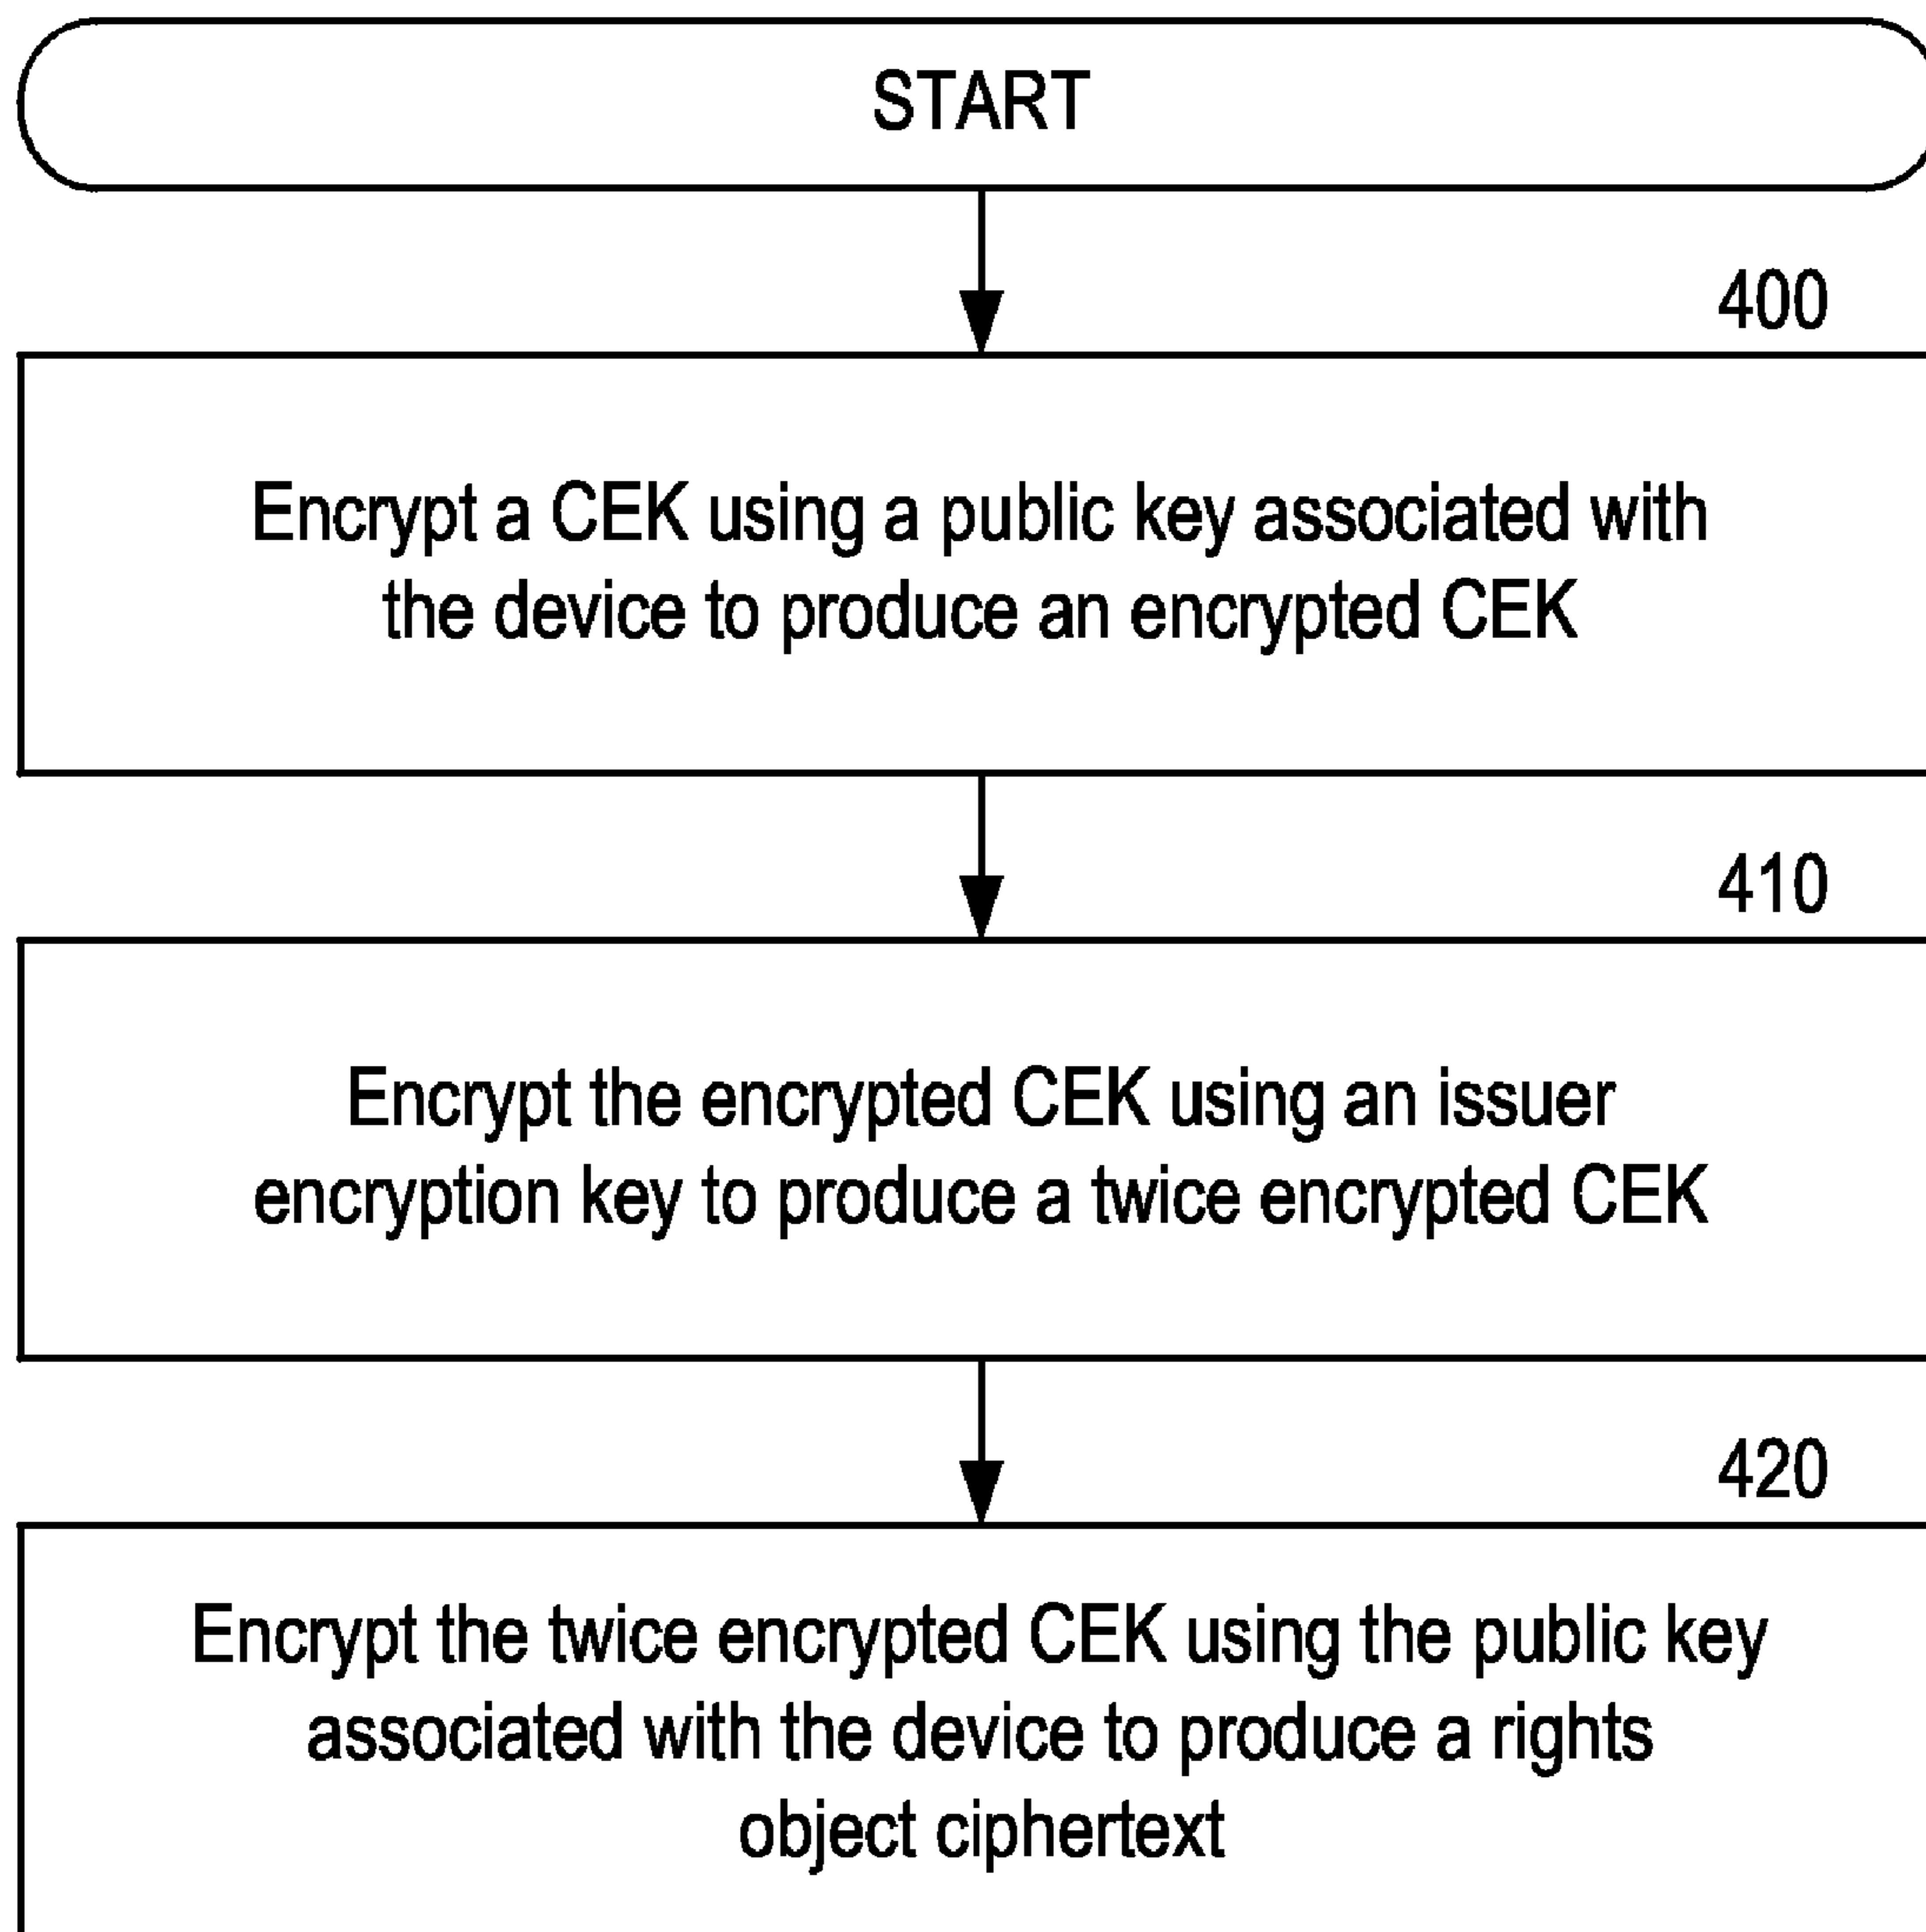 START
400
Encrypt a CEK using a public key associated with
the device to produce an encrypted CEK
410
Encrypt the encrypted CEK using an issuer
encryption key to produce a twice encrypted CEK
420
Encrypt the twice encrypted CEK using the public key
associated with the device to produce a rights
object ciphertext